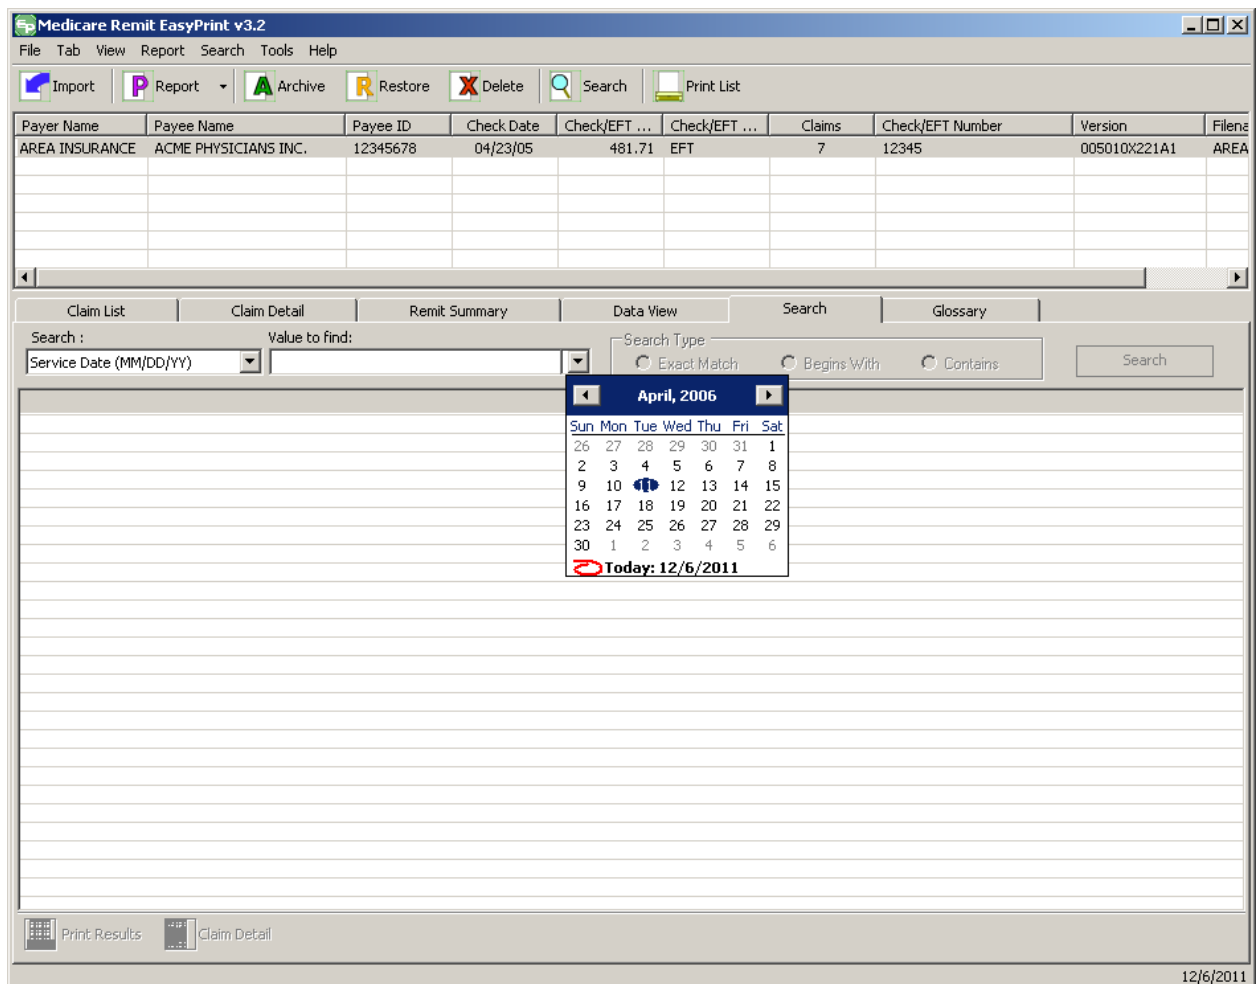 EP Medicare Remit EasyPrint v3.2
File Tab View Report Search Tools Help
Import P Report A Archive R Restore X Delete Search Print List
Payer Name Payee Name Payee ID Check Date Check/EFT ... Check/EFT ... Claims Check/EFT Number Version Filena
AREA INSURANCE ACME PHYSICIANS INC. 12345678 04/23/05 481.71 EFT 7 12345 005010X221A1 AREA
Claim List Claim Detail Remit Summary Data View Search Glossary
Search : Value to find: Search Type
Service Date (MM/DD/YY) Exact Match Begins With Contains Search
April, 2006
Sun Mon Tue Wed Thu Fri Sat
26 27 28 29 30 31 1
2 3 4 5 6 7 8
9 10 11 12 13 14 15
16 17 18 19 20 21 22
23 24 25 26 27 28 29
30 1 2 3 4 5 6
Today: 12/6/2011
Print Results Claim Detail
12/6/2011